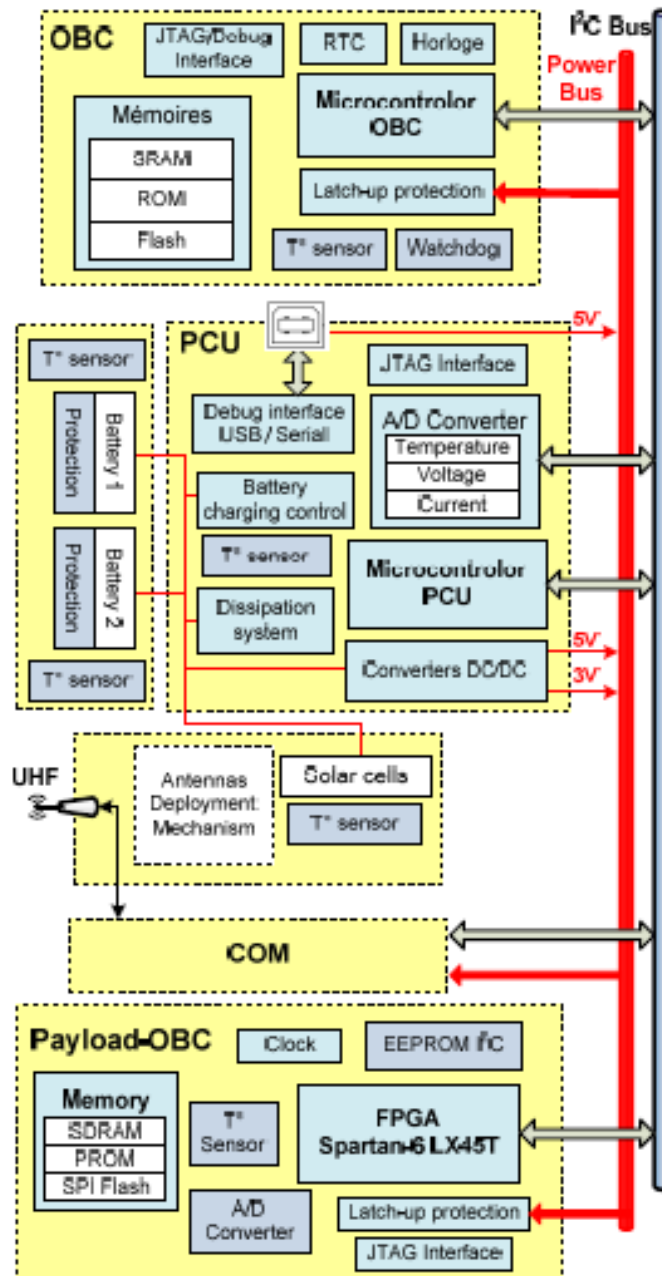 I²C Bus
Power
Bus
OBC
JTAG/Debug
Interface
RTC
Horloge
Mémoires
SRAM
ROM
Flash
Microcontrolor
OBC
Latch-up protection
T° sensor
Watchdog
T° sensor
Protection
Battery 1
Protection
Battery 2
T° sensor
PCU
5V
JTAG Interface
Debug interface
USB / Serial
A/D Converter
Temperature
Voltage
Current
Battery
charging control
T° sensor
Microcontrolor
PCU
Dissipation
system
Converters DC/DC
5V
3V
UHF
Antennas
Deployment
Mechanism
Solar cells
T° sensor
COM
Payload-OBC
Clock
EEPROM I²C
Memory
SDRAM
PROM
SPI Flash
T°
Sensor
FPGA
Spartan-6 LX45T
A/D
Converter
Latch-up protection
JTAG Interface